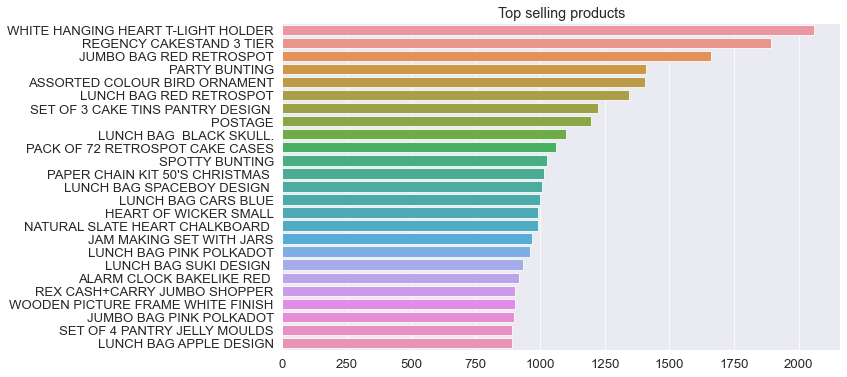 Top selling products
WHITE HANGING HEART T-LIGHT HOLDER
REGENCY CAKESTAND 3 TIER
JUMBO BAG RED RETROSPOT
PARTY BUNTING
ASSORTED COLOUR BIRD ORNAMENT
LUNCH BAG RED RETROSPOT
SET OF 3 CAKE TINS PANTRY DESIGN
POSTAGE
LUNCH BAG  BLACK SKULL.
PACK OF 72 RETROSPOT CAKE CASES
SPOTTY BUNTING
PAPER CHAIN KIT 50'S CHRISTMAS
LUNCH BAG SPACEBOY DESIGN
LUNCH BAG CARS BLUE
HEART OF WICKER SMALL
NATURAL SLATE HEART CHALKBOARD
JAM MAKING SET WITH JARS
LUNCH BAG PINK POLKADOT
LUNCH BAG SUKI DESIGN
ALARM CLOCK BAKELIKE RED
REX CASH+CARRY JUMBO SHOPPER
WOODEN PICTURE FRAME WHITE FINISH
JUMBO BAG PINK POLKADOT
SET OF 4 PANTRY JELLY MOULDS
LUNCH BAG APPLE DESIGN
0 250 500 750 1000 1250 1500 1750 2000